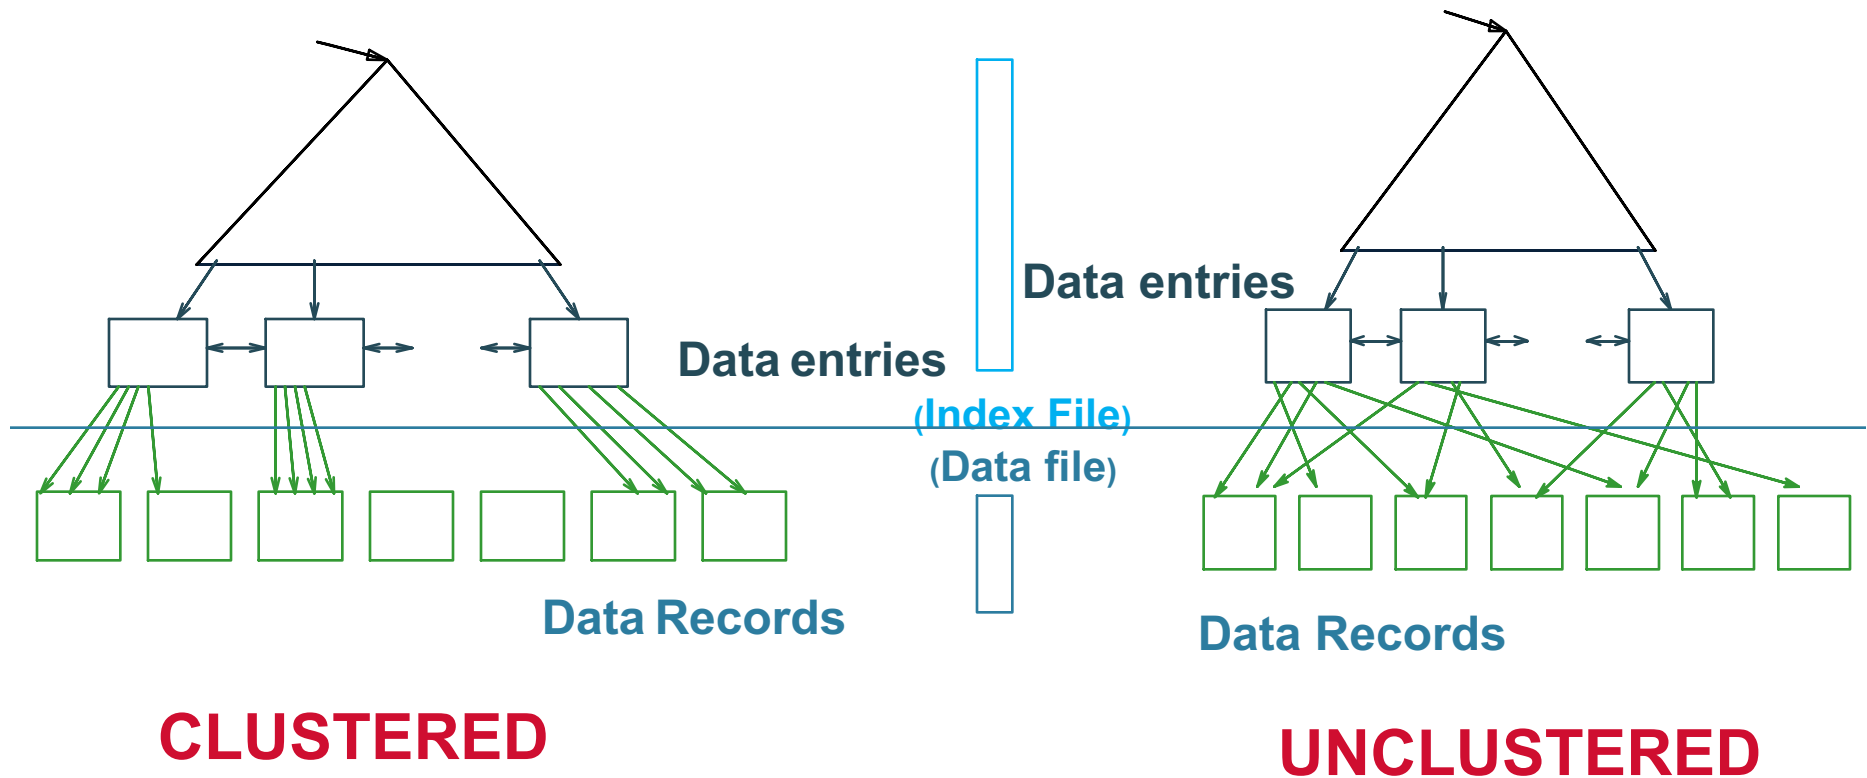 Data entries
Data entries
(Index File)
(Data file)
Data Records
Data Records
CLUSTERED
UNCLUSTERED